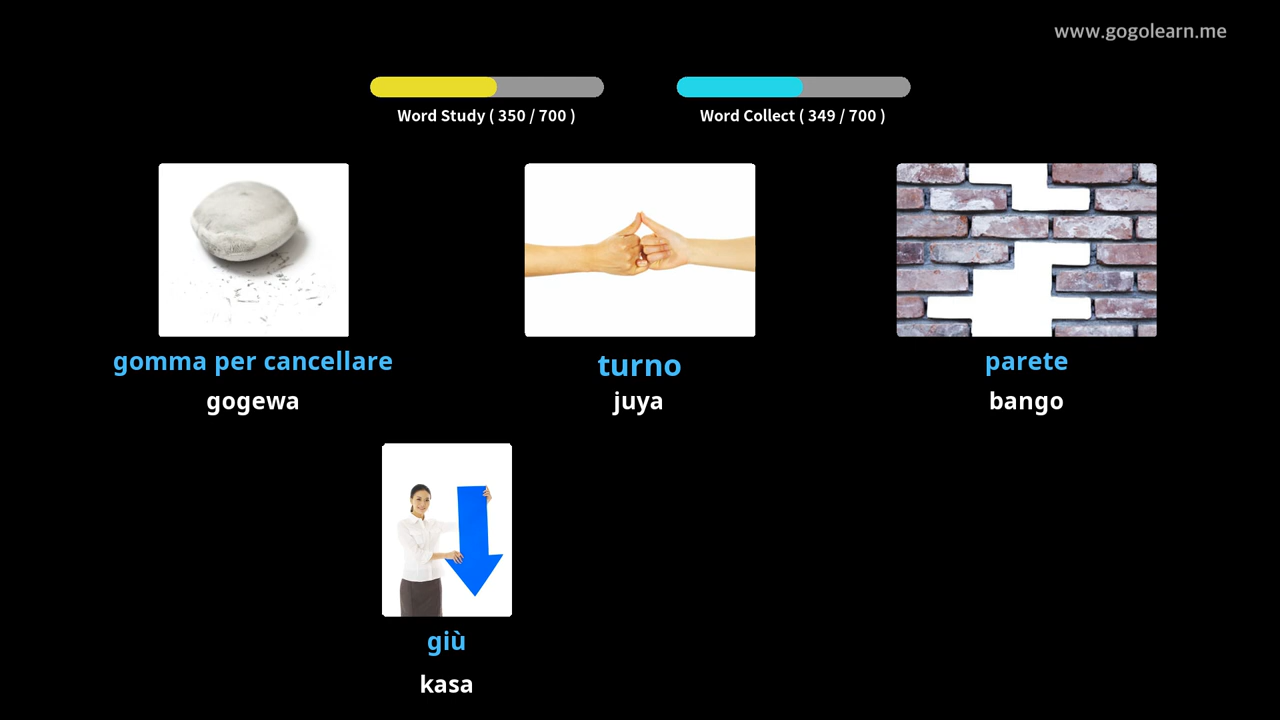 www.gogolearn.me
Word Study ( 350 / 700 )
Word Collect ( 349 / 700 )
gomma per cancellare
gogewa
turno
juya
parete
bango
giù
kasa